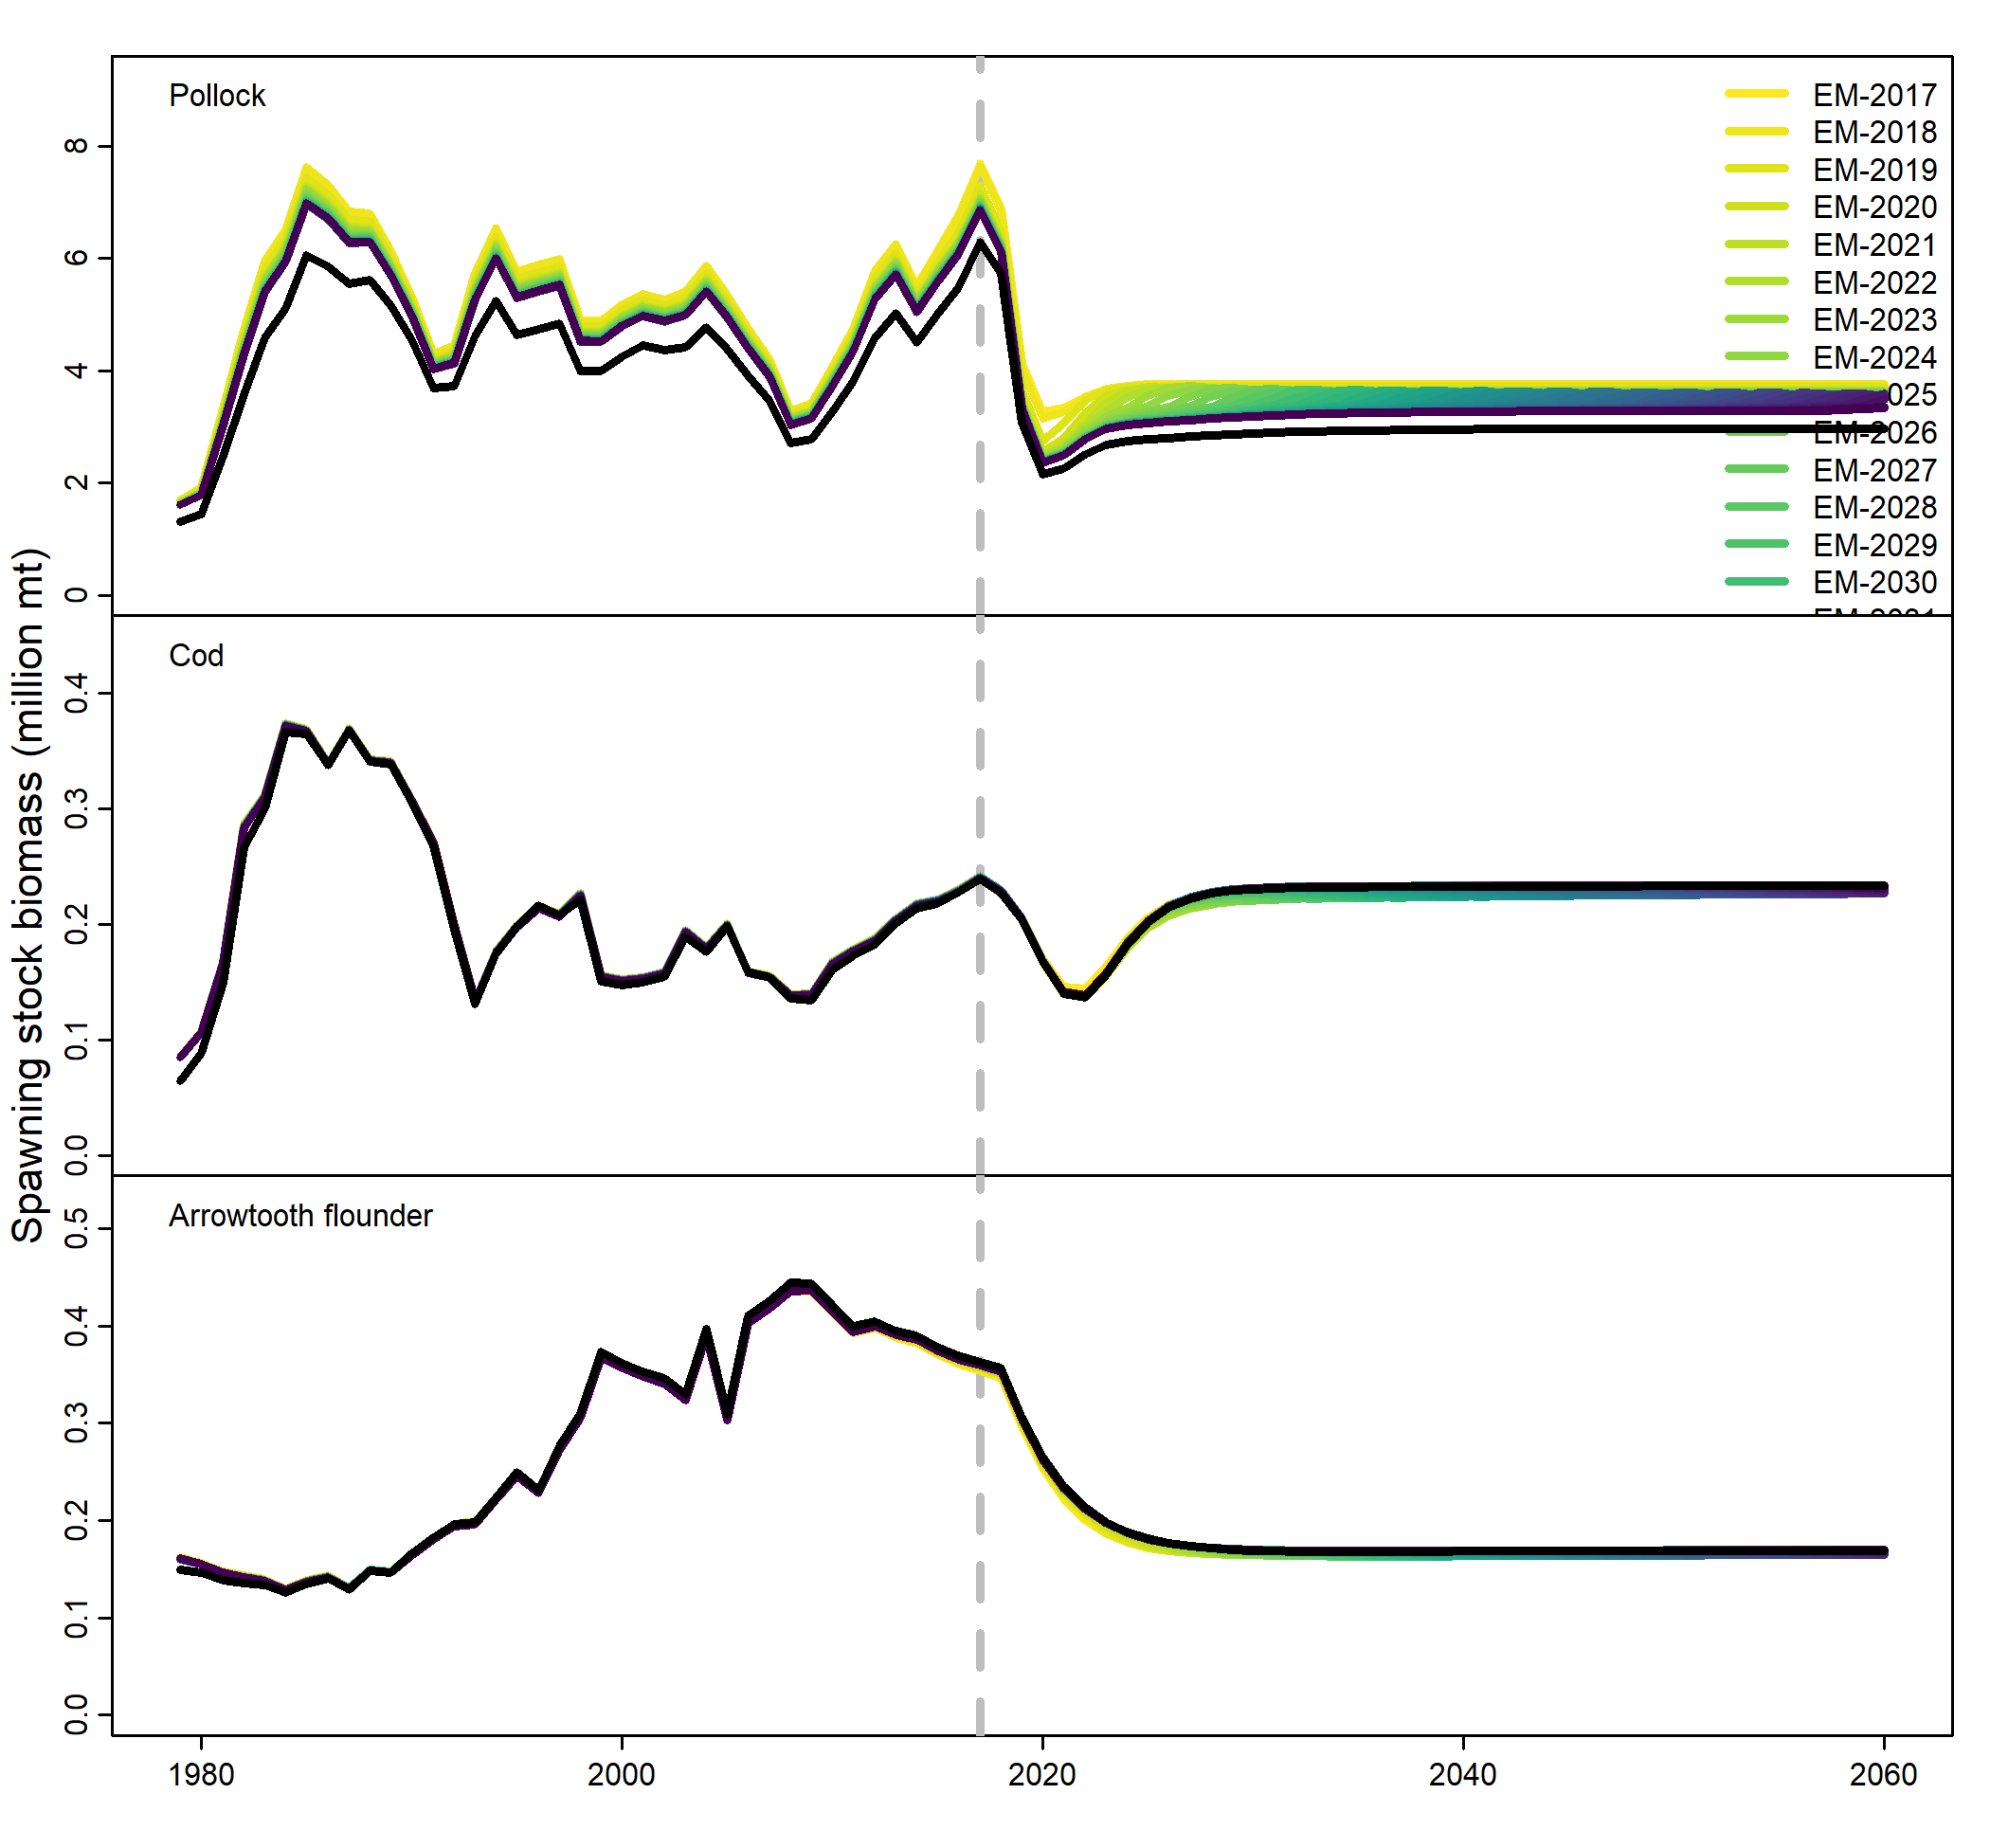 Pollock
EM-2017
EM-2018
EM-2019
EM-2020
EM-2021
EM-2022
EM-2023
EM-2024
025
EM-2026
EM-2027
EM-2028
EM-2029
EM-2030
8
6
4
2
0
Spawning stock biomass (million mt)
Cod
0.4
0.3
0.2
0.1
0.0
Arrowtooth flounder
0.5
0.4
0.3
0.2
0.1
0.0
1980
2000
2020
2040
2060